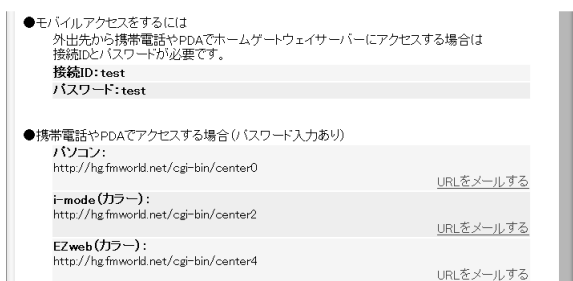 ●モバイルアクセスをするには
外出先から携帯電話やPDAでホームゲートウェイサーバーにアクセスする場合は
接続IDとパスワードが必要です。
接続ID:test
パスワード:test
●携帯電話やPDAでアクセスする場合(パスワード入力あり)
パソコン:
http://hg.fmworld.net/cgi-bin/center0
URLをメールする
i-mode(カラー):
http://hg.fmworld.net/cgi-bin/center2
URLをメールする
EZweb(カラー):
http://hg.fmworld.net/cgi-bin/center4
URLをメールする